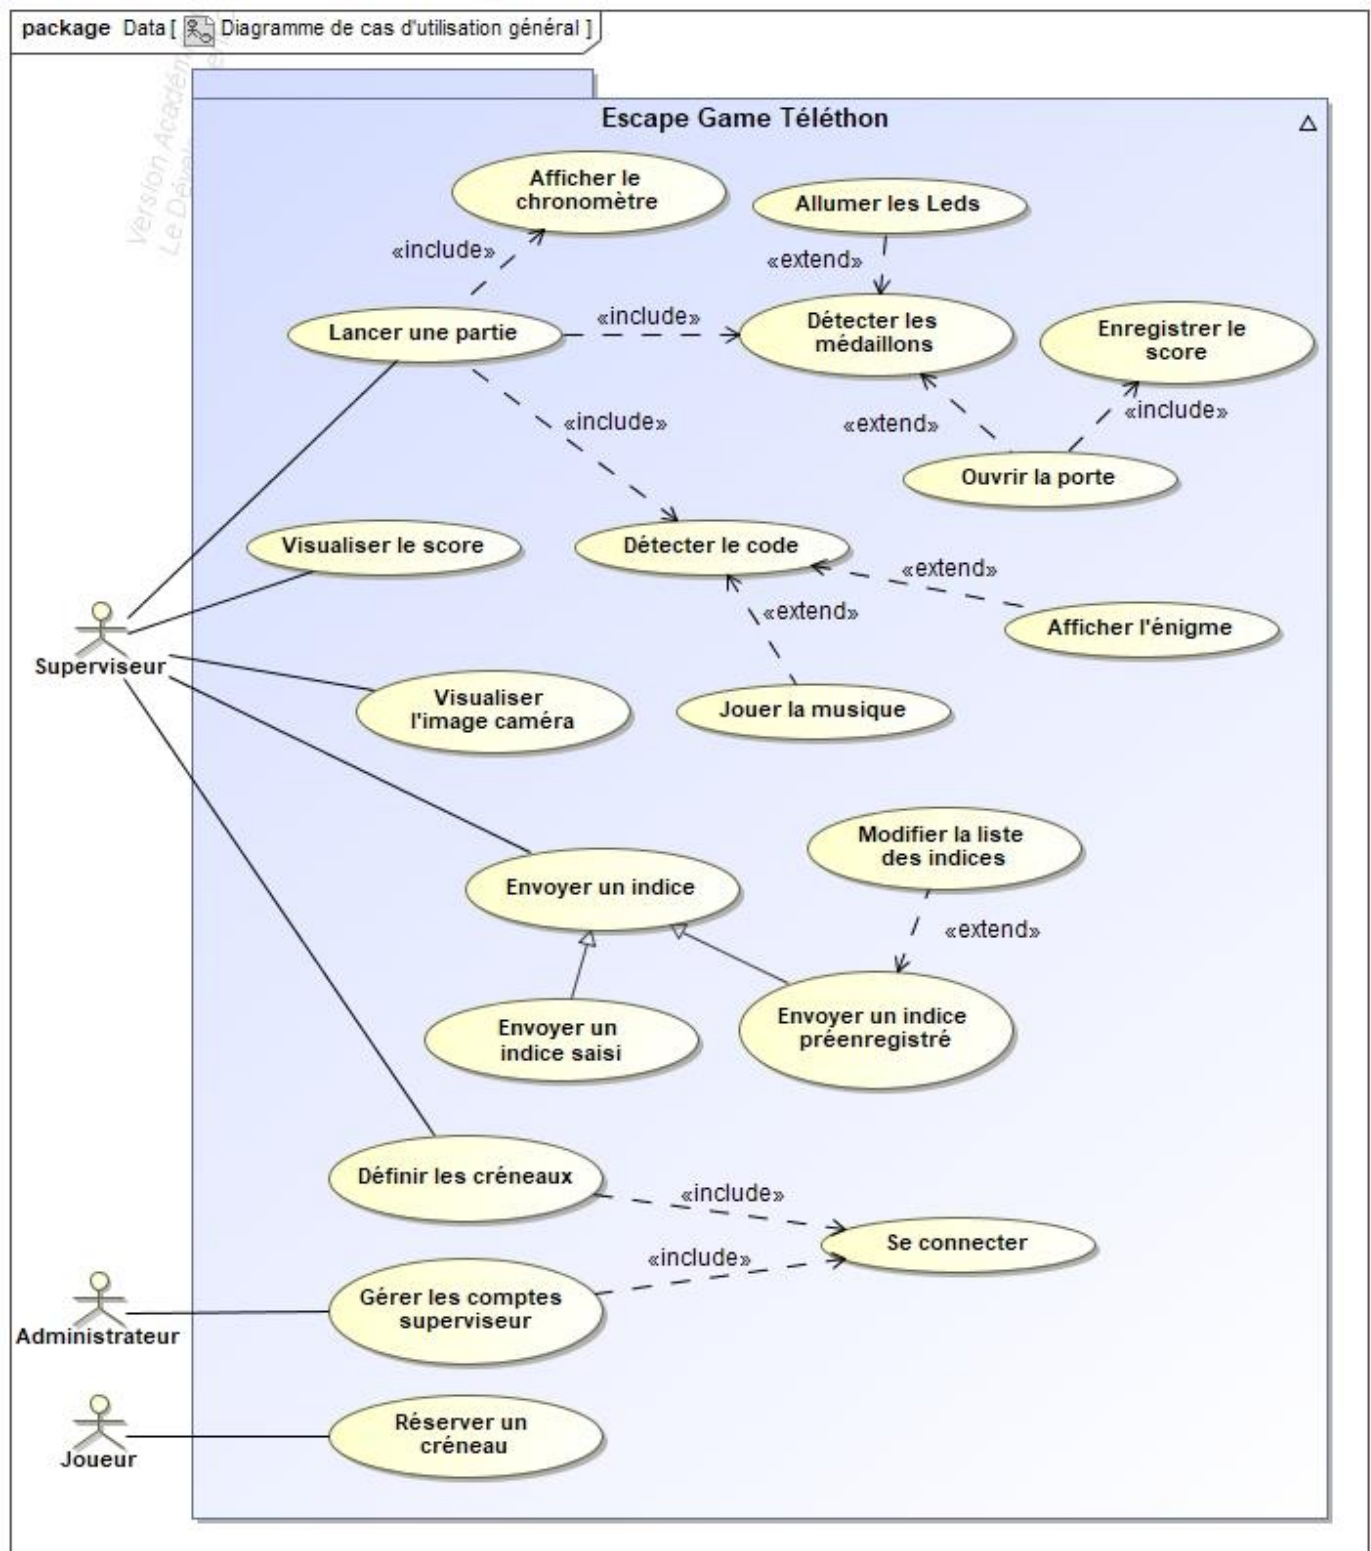 package Data [ Diagramme de cas d'utilisation général ]
Version Académ
Le Dével
Escape Game Téléthon
Afficher le
chronomètre
Allumer les Leds
«include»
«extend»
Lancer une partie
«include»
Détecter les
médaillons
Enregistrer le
score
«include»
«extend»
«include»
Ouvrir la porte
Visualiser le score
Détecter le code
«extend»
«extend»
Afficher l'énigme
Superviseur
Visualiser
l'image caméra
Jouer la musique
Modifier la liste
des indices
Envoyer un indice
«extend»
Envoyer un
indice saisi
Envoyer un indice
préenregistré
Définir les créneaux
«include»
Se connecter
«include»
Gérer les comptes
superviseur
Administrateur
Réserver un
créneau
Joueur